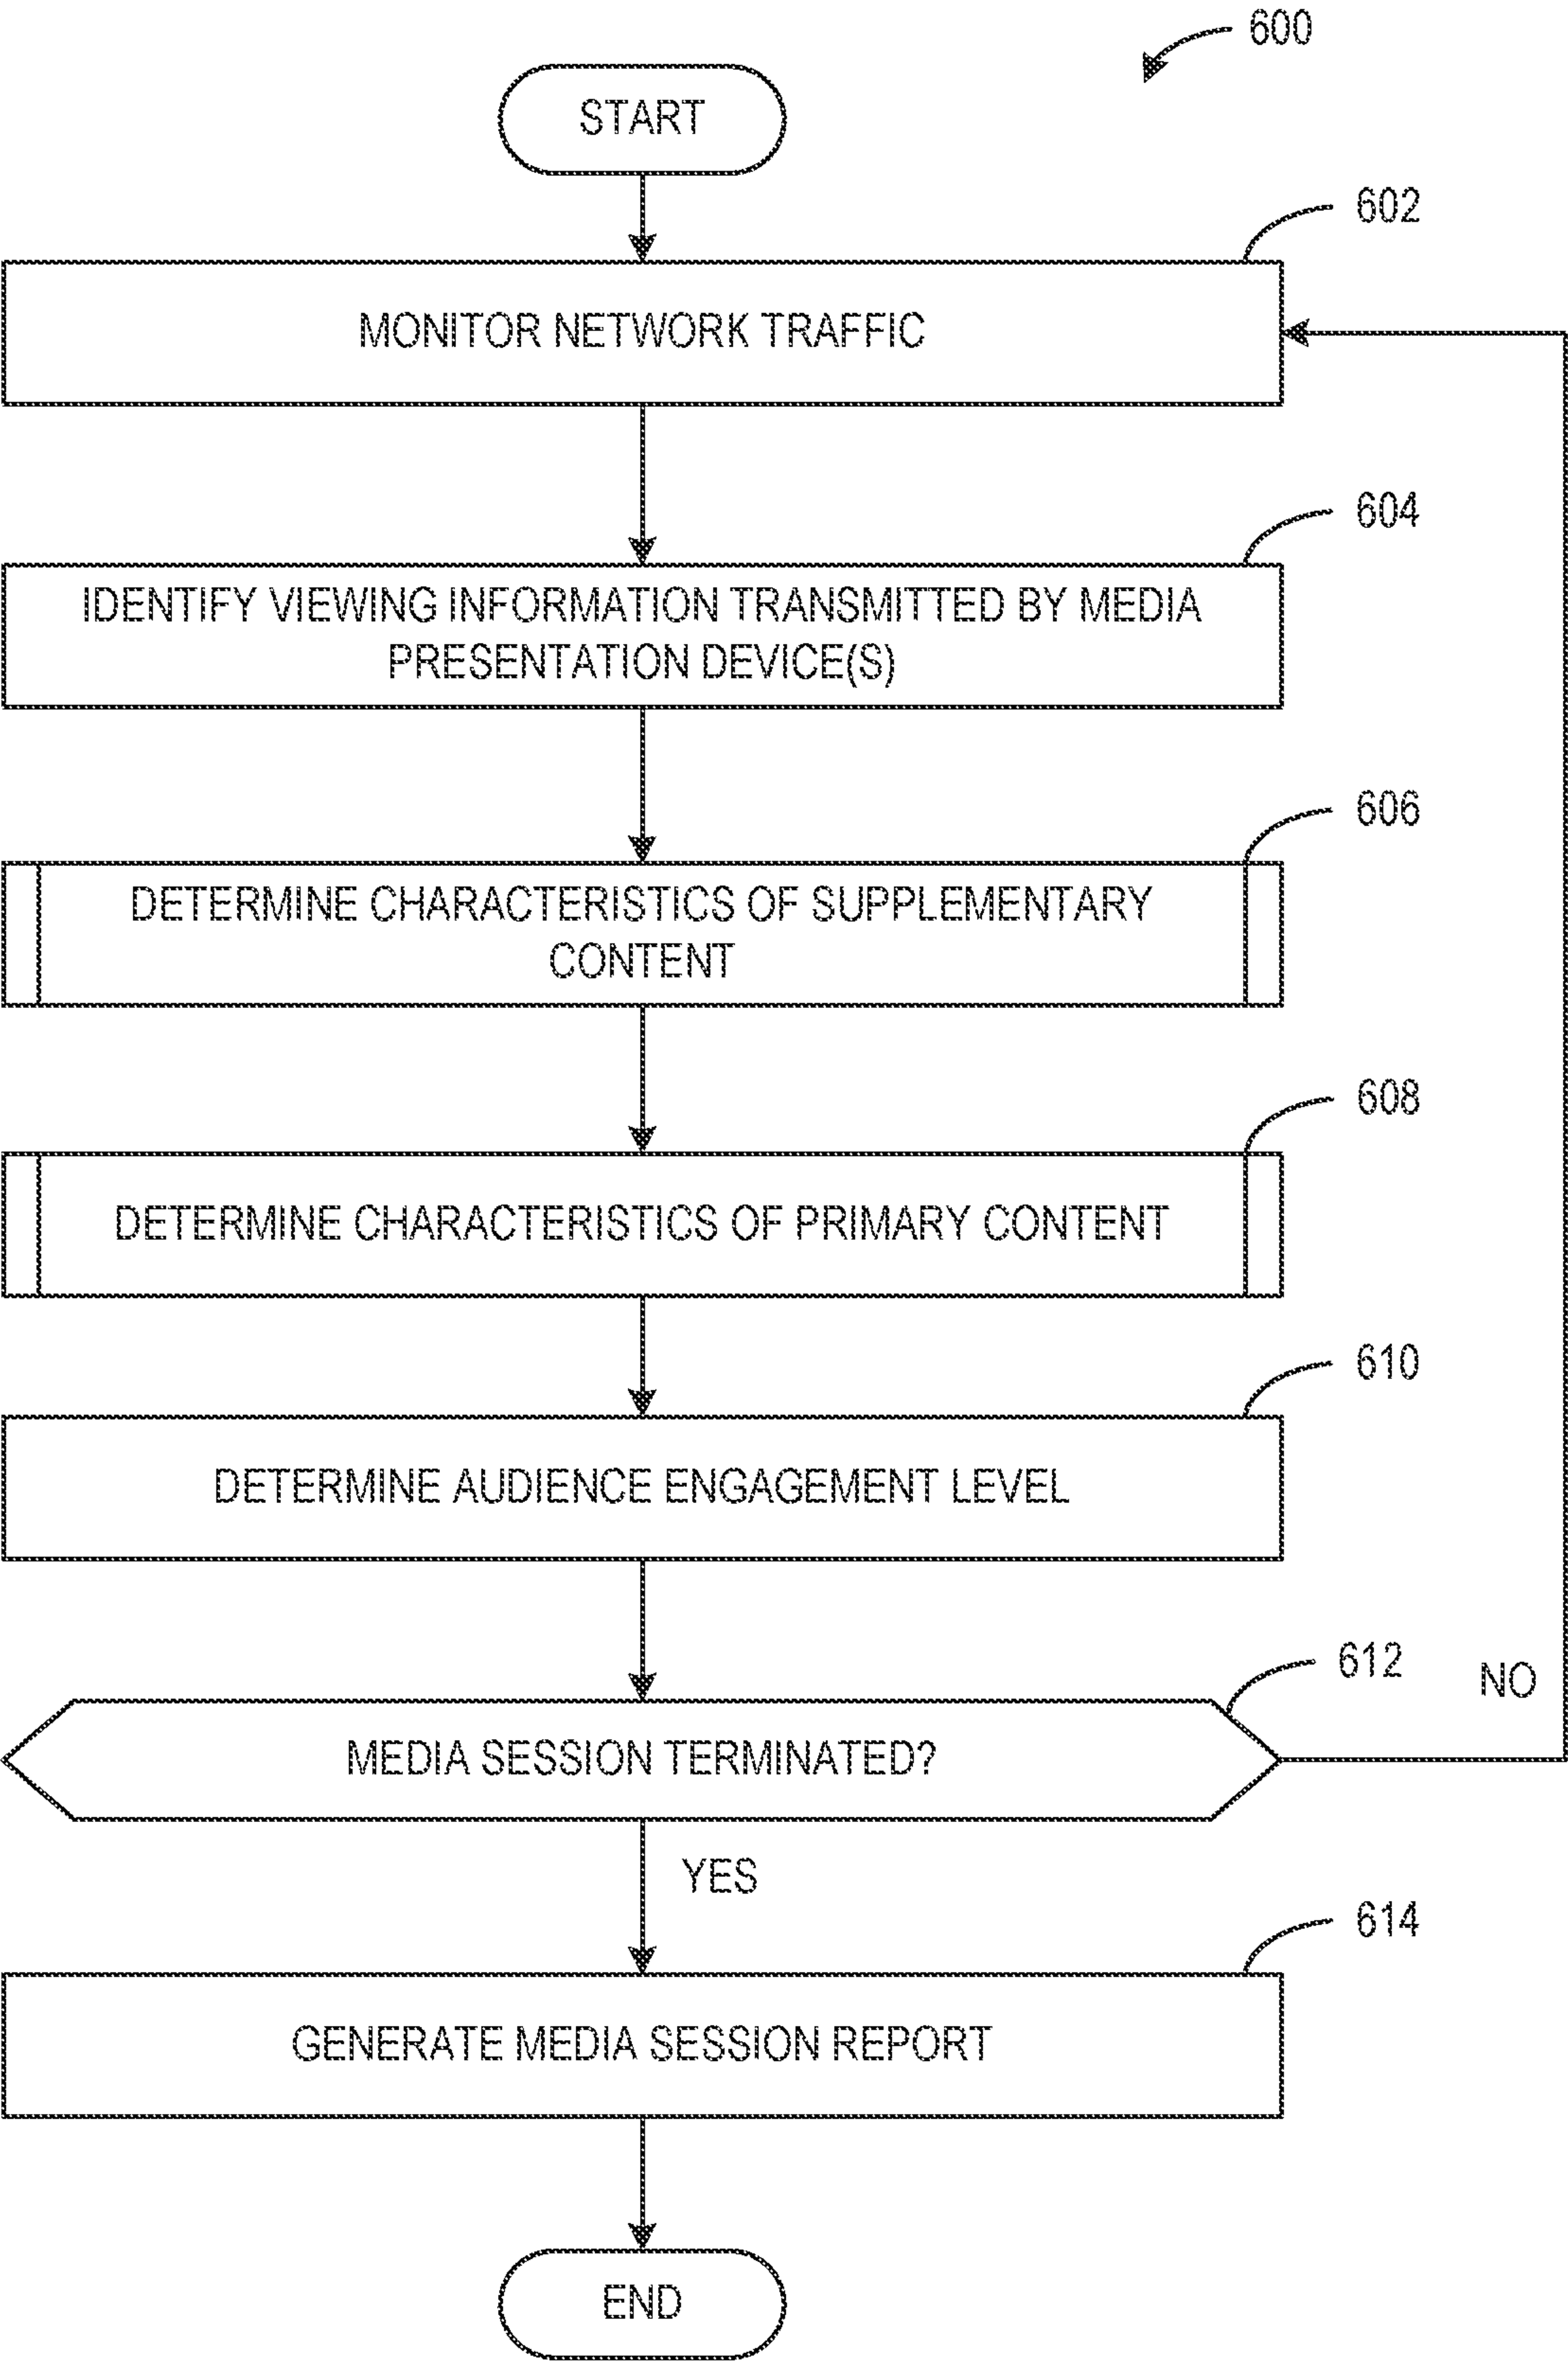 600
START
602
MONITOR NETWORK TRAFFIC
604
IDENTIFY VIEWING INFORMATION TRANSMITTED BY MEDIA
PRESENTATION DEVICE(S)
606
DETERMINE CHARACTERISTICS OF SUPPLEMENTARY
CONTENT
608
DETERMINE CHARACTERISTICS OF PRIMARY CONTENT
610
DETERMINE AUDIENCE ENGAGEMENT LEVEL
612
NO
MEDIA SESSION TERMINATED?
YES
614
GENERATE MEDIA SESSION REPORT
END